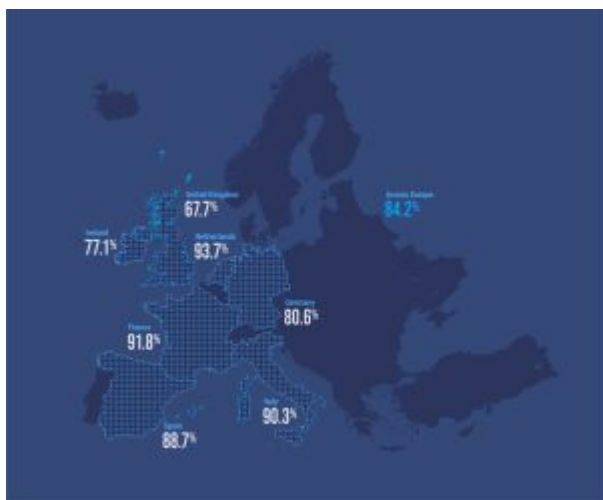 United Kingdom
67.7%
Across Europe
84.2%
Ireland
77.1%
Netherlands
93.7%
Germany
80.6%
France
91.8%
Italy
90.3%
Spain
88.7%